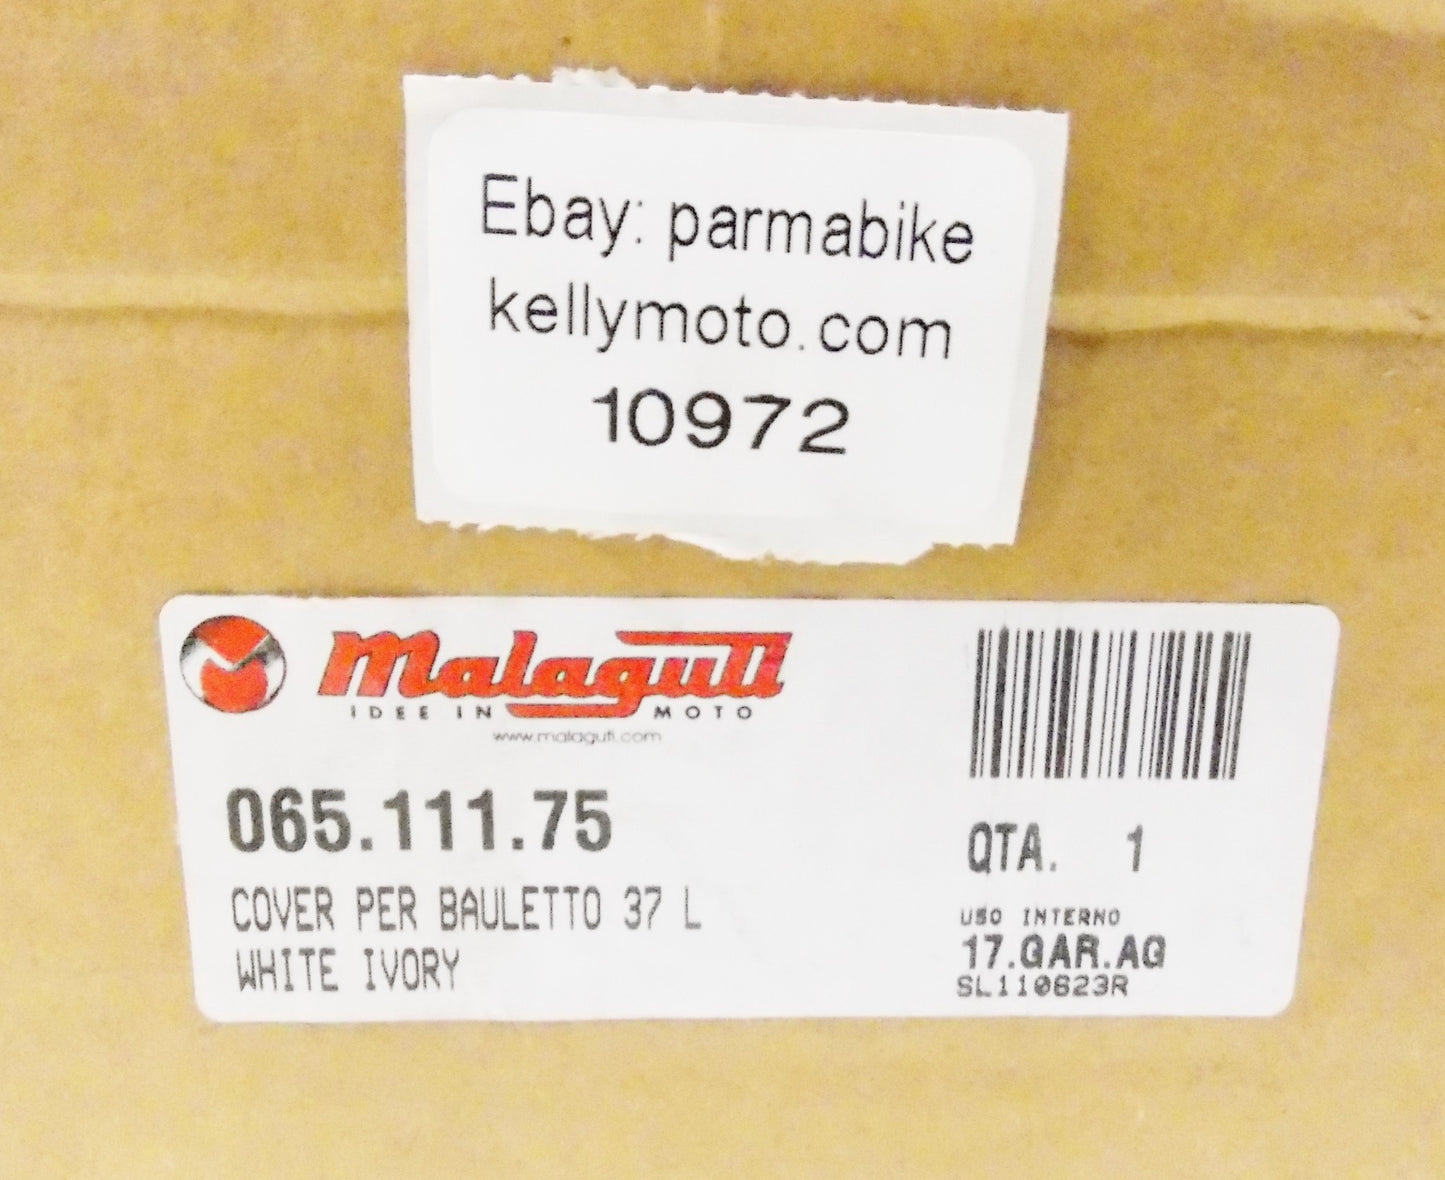 Ebay: parmabike
kellymoto.com
10972
Malaguti
IDEE IN MOTO
www.malaguti.com
065.111.75
COVER PER BAULETTO 37 L
WHITE IVORY
QTA. 1
USO INTERNO
17.GAR.AG
SL110623R